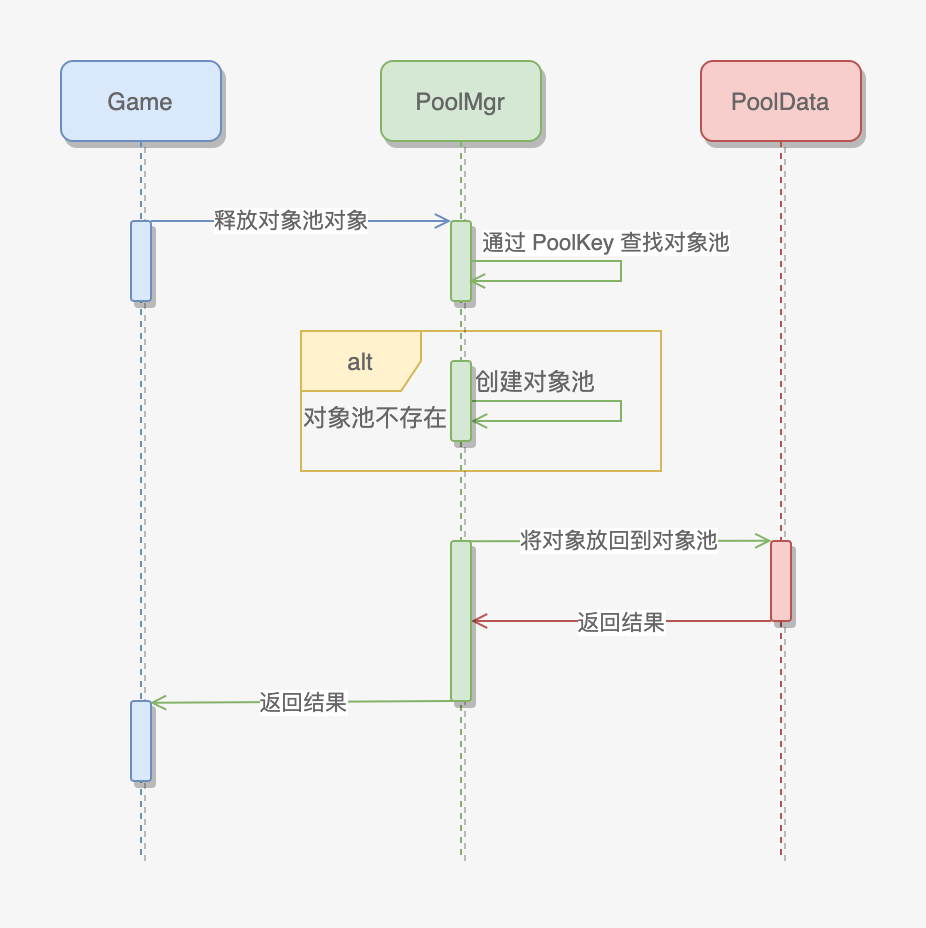 Game
PoolMgr
PoolData
释放对象池对象
通过 PoolKey 查找对象池
alt
创建对象池
对象池不存在
将对象放回到对象池
返回结果
返回结果